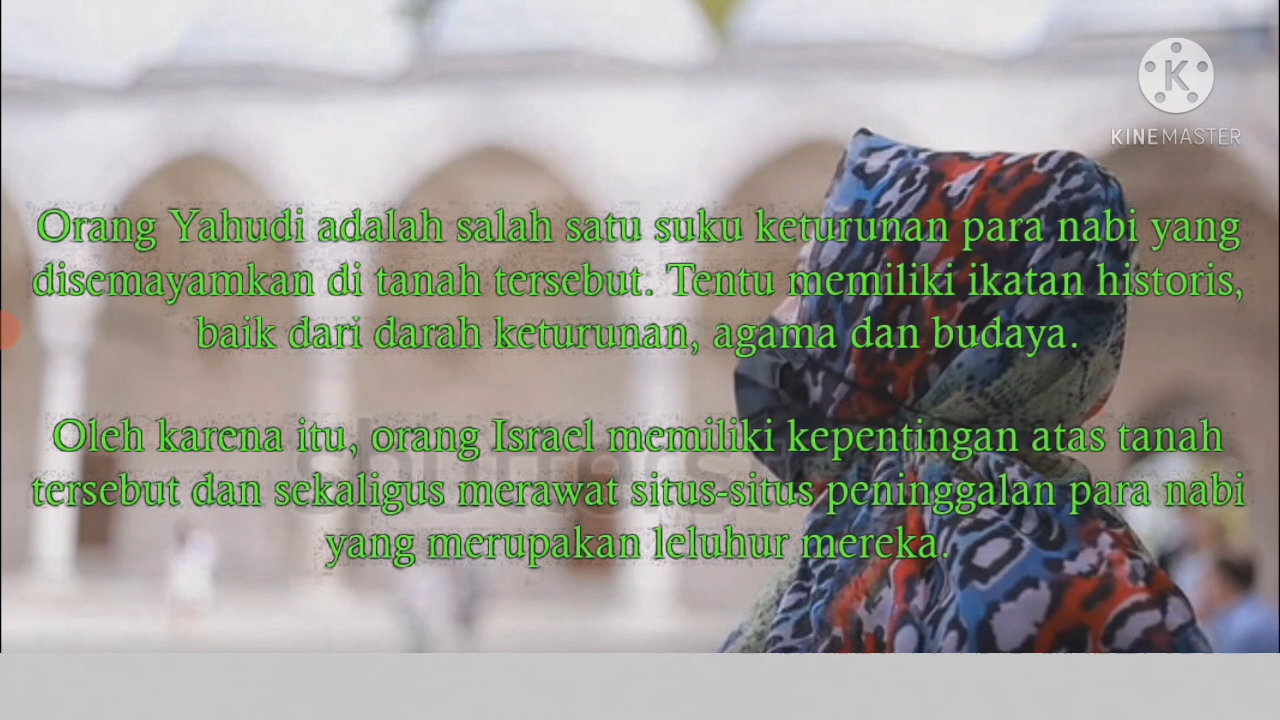 KINEMASTER
Orang Yahudi adalah salah satu suku keturunan para nabi yang
disemayamkan di tanah tersebut. Tentu memiliki ikatan historis,
baik dari darah keturunan, agama dan budaya.
Oleh karena itu, orang Israel memiliki kepentingan atas tanah
tersebut dan sekaligus merawat situs-situs peninggalan para nabi
yang merupakan leluhur mereka.